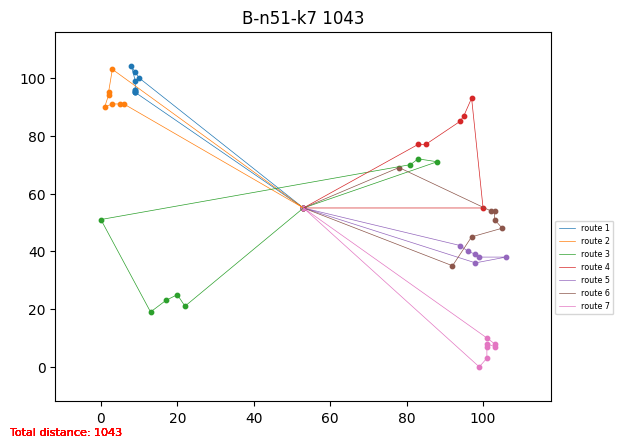 B-n51-k7 1043
100
80
60
40
20
0
0 20 40 60 80 100
route 1
route 2
route 3
route 4
route 5
route 6
route 7
Total distance: 1043